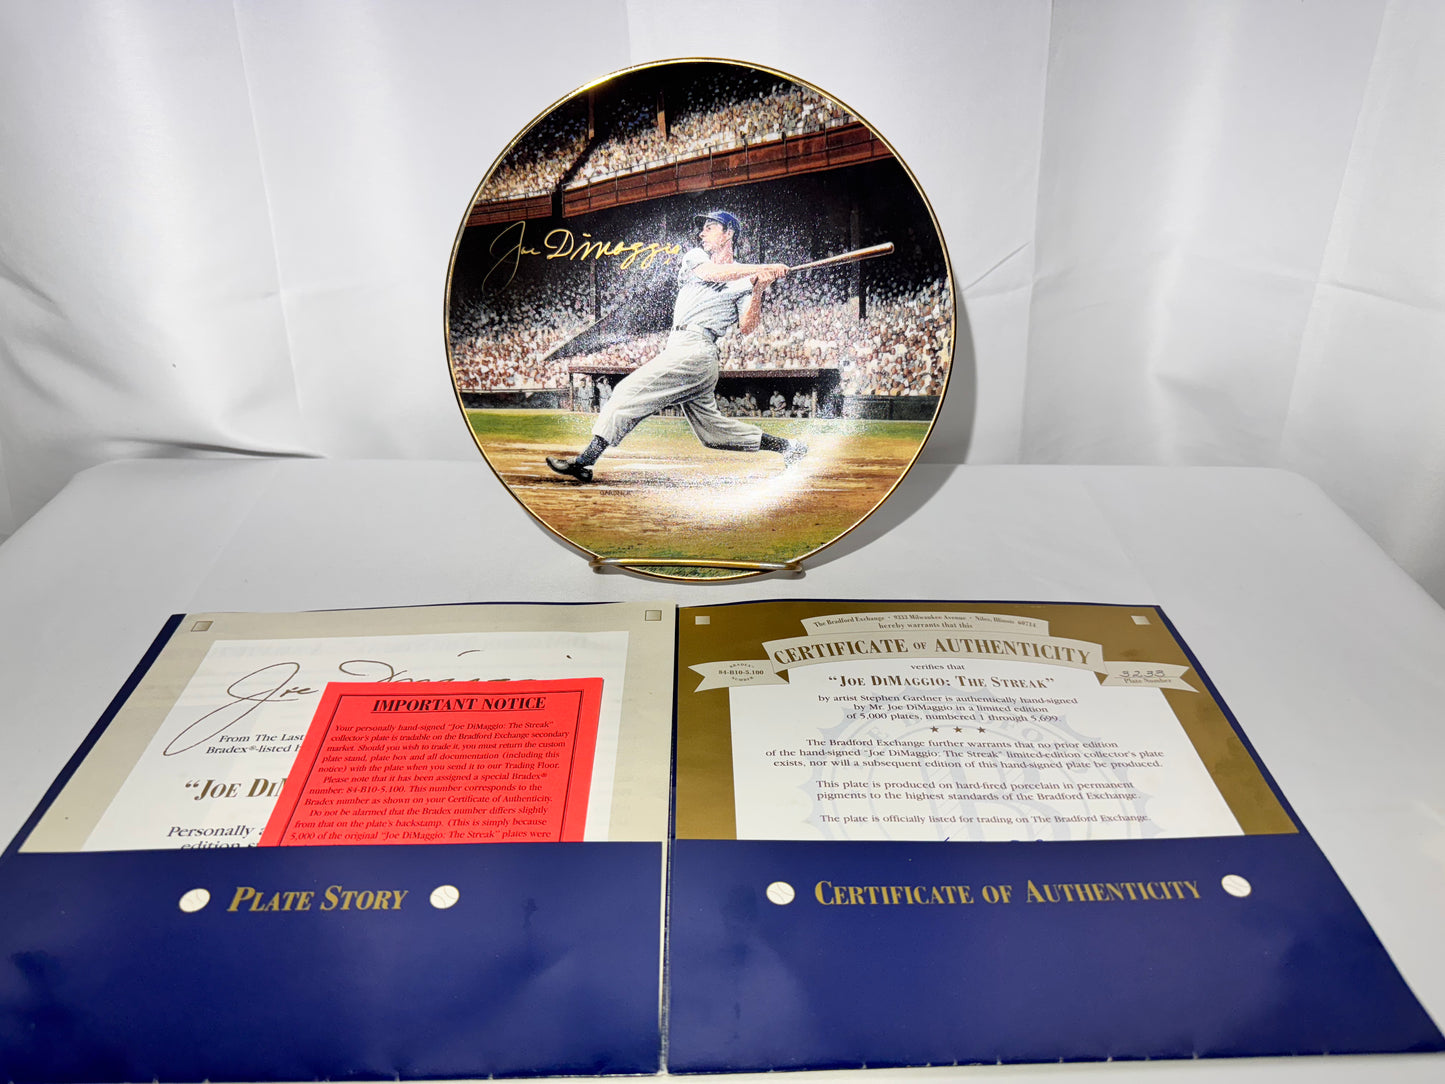 Joe DiMaggio
GARDNER
Joe DiMaggio
From The Last
Bradex®-listed
"JOE DIM
Personally
edition
IMPORTANT NOTICE
Your personally hand-signed "Joe DiMaggio: The Streak"
collector's plate is tradable on the Bradford Exchange secondary
market. Should you wish to trade it, you must return the custom
plate stand, plate box and all documentation (including this
notice) with the plate when you send it to our Trading Floor.
Please note that it has been assigned a special Bradex®
number: 84-B10-5.100. This number corresponds to the
Bradex number as shown on your Certificate of Authenticity.
Do not be alarmed that the Bradex number differs slightly
from that on the plate's backstamp. (This is simply because
5,000 of the original "Joe DiMaggio: The Streak" plates were
PLATE STORY
The Bradford Exchange • 9333 Milwaukee Avenue • Niles, Illinois 60714
hereby warrants that this
CERTIFICATE OF AUTHENTICITY
BRADEX
84-B10-5.100
NUMBER
3233
Plate Number
verifies that
"JOE DIMAGGIO: THE STREAK"
by artist Stephen Gardner is authentically hand-signed
by Mr. Joe DiMaggio in a limited edition
of 5,000 plates, numbered 1 through 5,699.
The Bradford Exchange further warrants that no prior edition
of the hand-signed "Joe DiMaggio: The Streak" limited-edition collector's plate
exists, nor will a subsequent edition of this hand-signed plate be produced.
This plate is produced on hard-fired porcelain in permanent
pigments to the highest standards of the Bradford Exchange.
The plate is officially listed for trading on The Bradford Exchange.
CERTIFICATE OF AUTHENTICITY